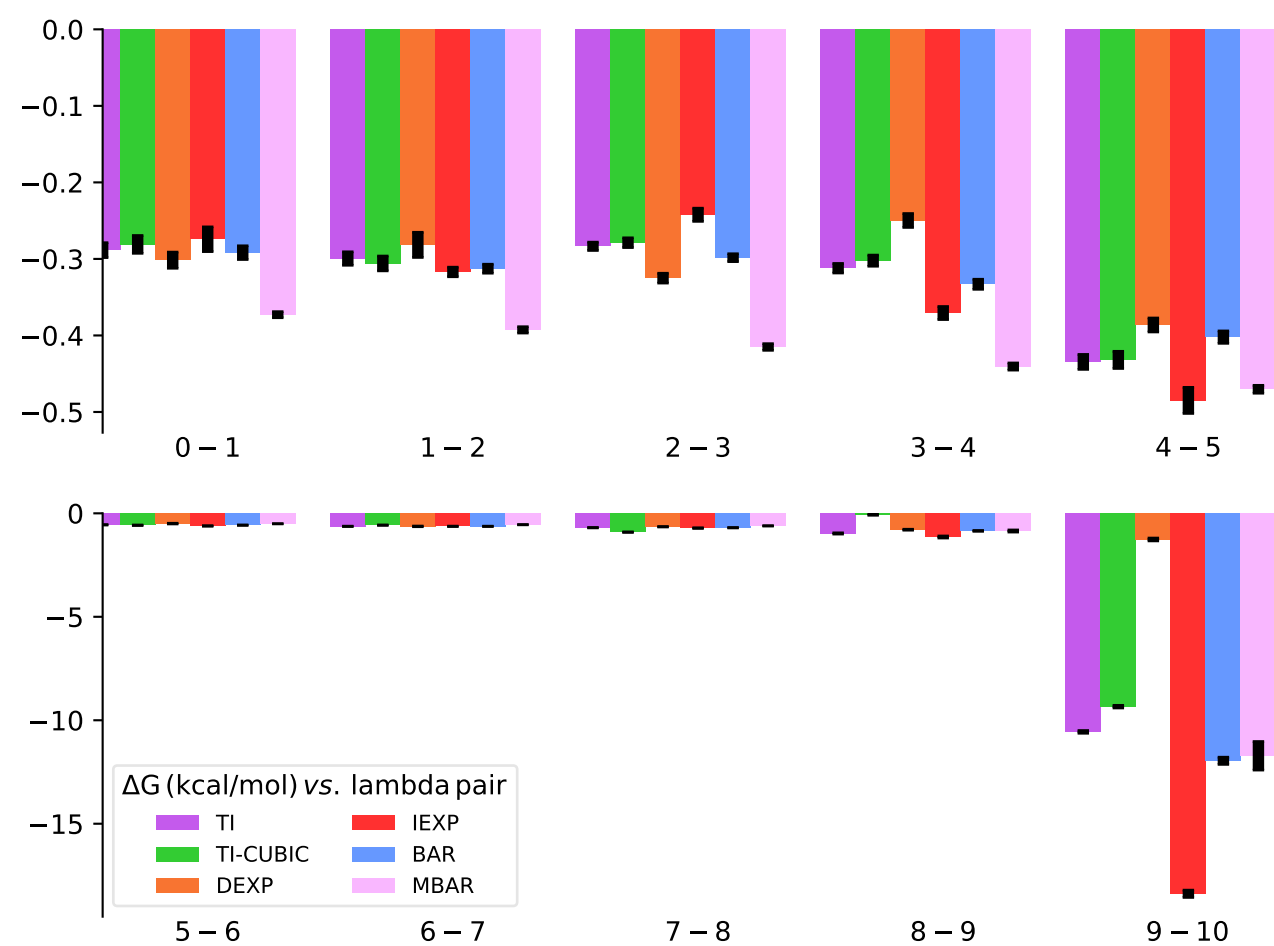 0.0
−0.1
−0.2
−0.3
−0.4
−0.5
0 − 1 1 − 2 2 − 3 3 − 4 4 − 5
0
−5
−10
−15
ΔG (kcal/mol) vs. lambda pair
TI IEXP
TI-CUBIC BAR
DEXP MBAR
5 − 6 6 − 7 7 − 8 8 − 9 9 − 10